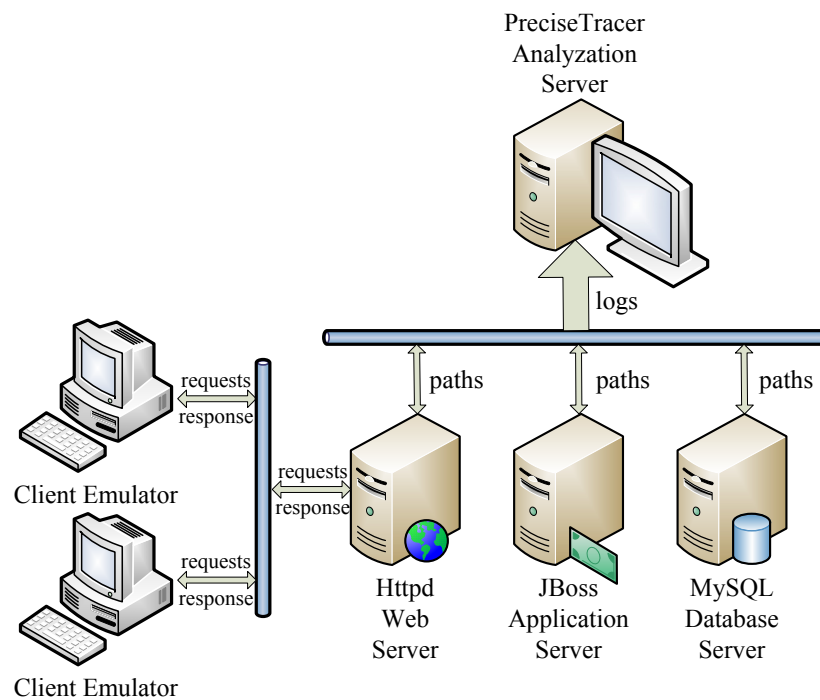 PreciseTracer
Analyzation
Server
logs
paths
paths
paths
requests
response
Client Emulator
requests
response
requests
response
Client Emulator
Httpd
Web
Server
JBoss
Application
Server
MySQL
Database
Server